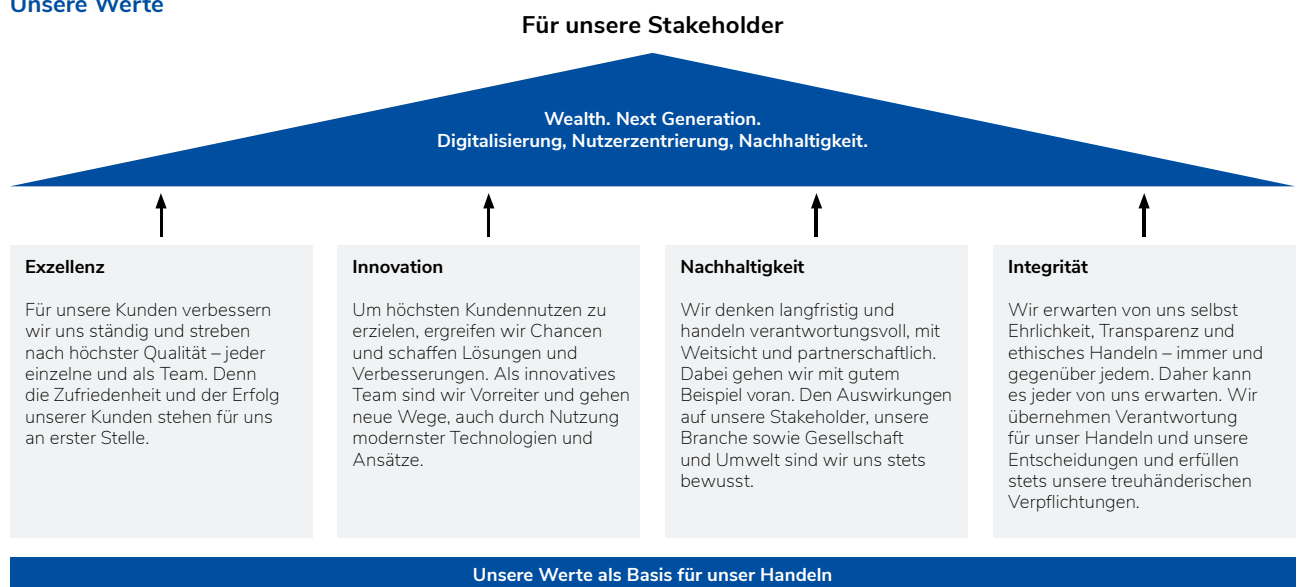 Unsere Werte
Für unsere Stakeholder
Wealth. Next Generation.
Digitalisierung, Nutzerzentrierung, Nachhaltigkeit.
Exzellenz
Für unsere Kunden verbessern
wir uns ständig und streben
nach höchster Qualität – jeder
einzelne und als Team. Denn
die Zufriedenheit und der Erfolg
unserer Kunden stehen für uns
an erster Stelle.
Innovation
Um höchsten Kundennutzen zu
erzielen, ergreifen wir Chancen
und schaffen Lösungen und
Verbesserungen. Als innovatives
Team sind wir Vorreiter und gehen
neue Wege, auch durch Nutzung
modernster Technologien und
Ansätze.
Nachhaltigkeit
Wir denken langfristig und
handeln verantwortungsvoll, mit
Weitsicht und partnerschaftlich.
Dabei gehen wir mit gutem
Beispiel voran. Den Auswirkungen
auf unsere Stakeholder, unsere
Branche sowie Gesellschaft
und Umwelt sind wir uns stets
bewusst.
Integrität
Wir erwarten von uns selbst
Ehrlichkeit, Transparenz und
ethisches Handeln – immer und
gegenüber jedem. Daher kann
es jeder von uns erwarten. Wir
übernehmen Verantwortung
für unser Handeln und unsere
Entscheidungen und erfüllen
stets unsere treuhänderischen
Verpflichtungen.
Unsere Werte als Basis für unser Handeln